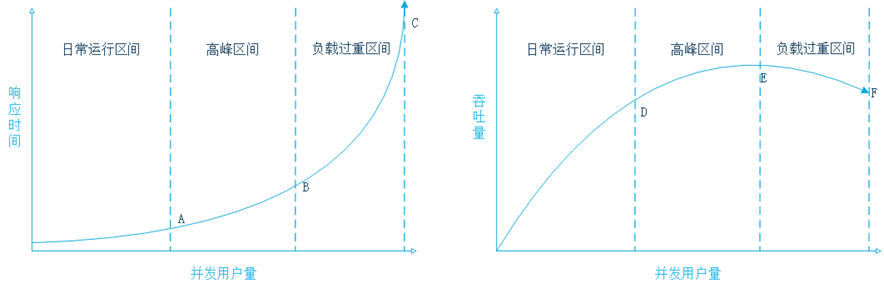 日常运行区间
高峰区间
负载过重区间
C
响应时间
B
A
并发用户量
日常运行区间
高峰区间
负载过重区间
吞吐量
E
F
D
并发用户量